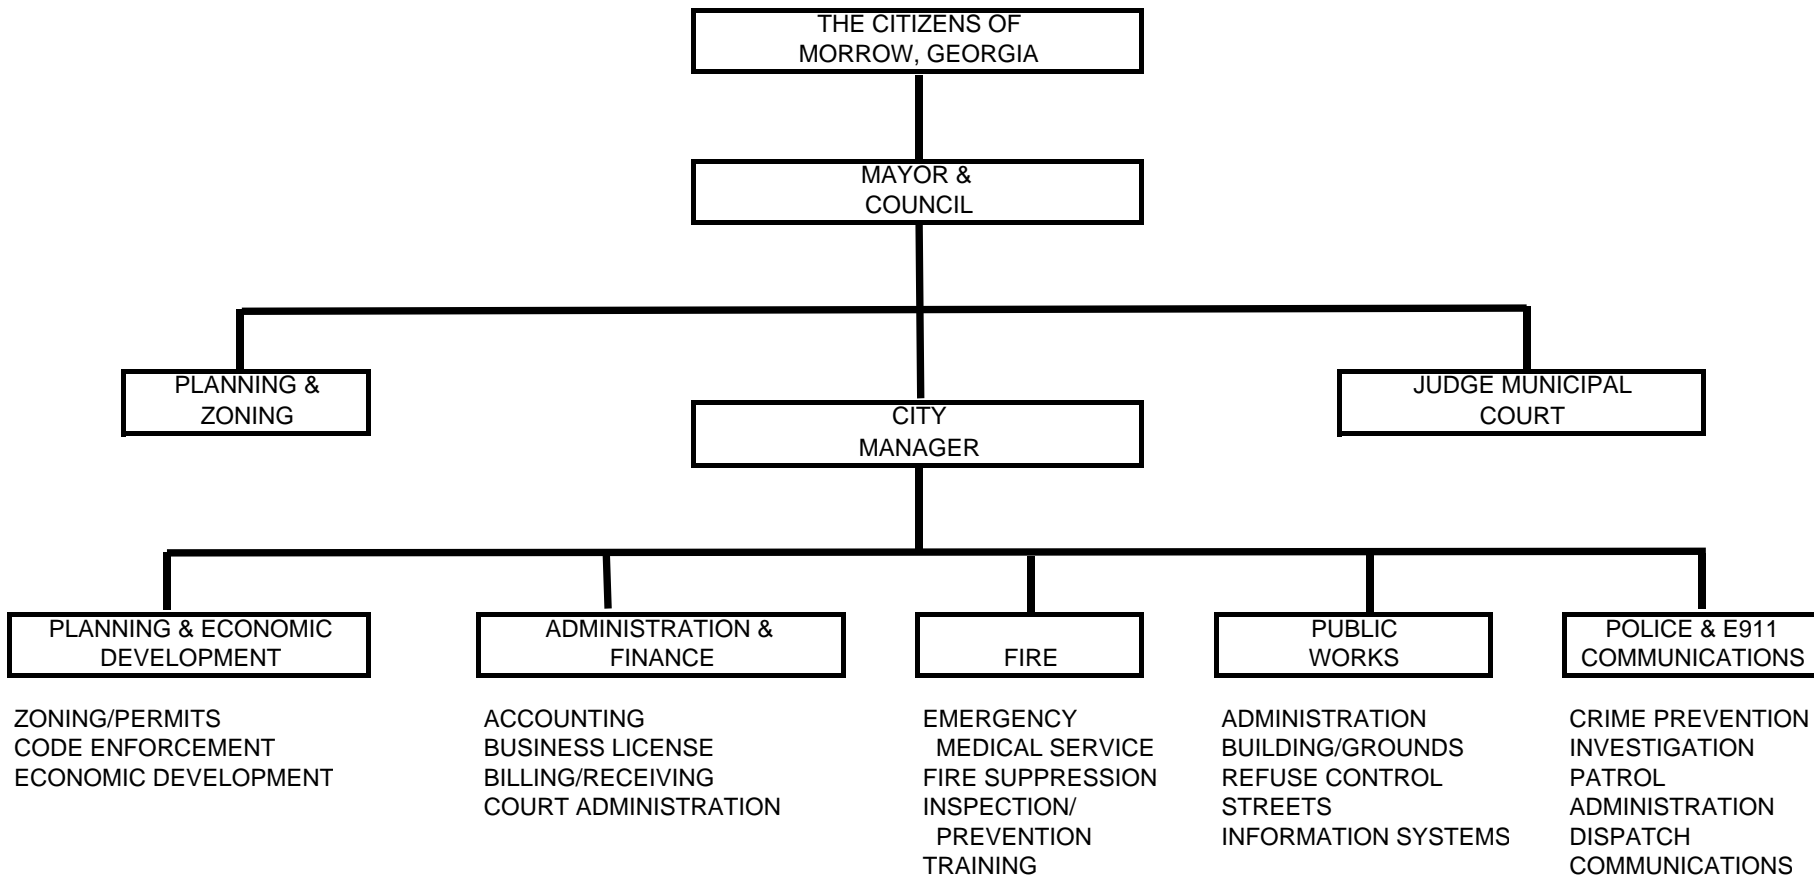 THE CITIZENS OF
MORROW, GEORGIA
MAYOR &
COUNCIL
PLANNING &
ZONING
CITY
MANAGER
JUDGE MUNICIPAL
COURT
PLANNING & ECONOMIC
DEVELOPMENT
ADMINISTRATION &
FINANCE
FIRE
PUBLIC
WORKS
POLICE & E911
COMMUNICATIONS
ZONING/PERMITS
CODE ENFORCEMENT
ECONOMIC DEVELOPMENT
ACCOUNTING
BUSINESS LICENSE
BILLING/RECEIVING
COURT ADMINISTRATION
EMERGENCY
MEDICAL SERVICE
FIRE SUPPRESSION
INSPECTION/
PREVENTION
TRAINING
ADMINISTRATION
BUILDING/GROUNDS
REFUSE CONTROL
STREETS
INFORMATION SYSTEMS
CRIME PREVENTION
INVESTIGATION
PATROL
ADMINISTRATION
DISPATCH
COMMUNICATIONS